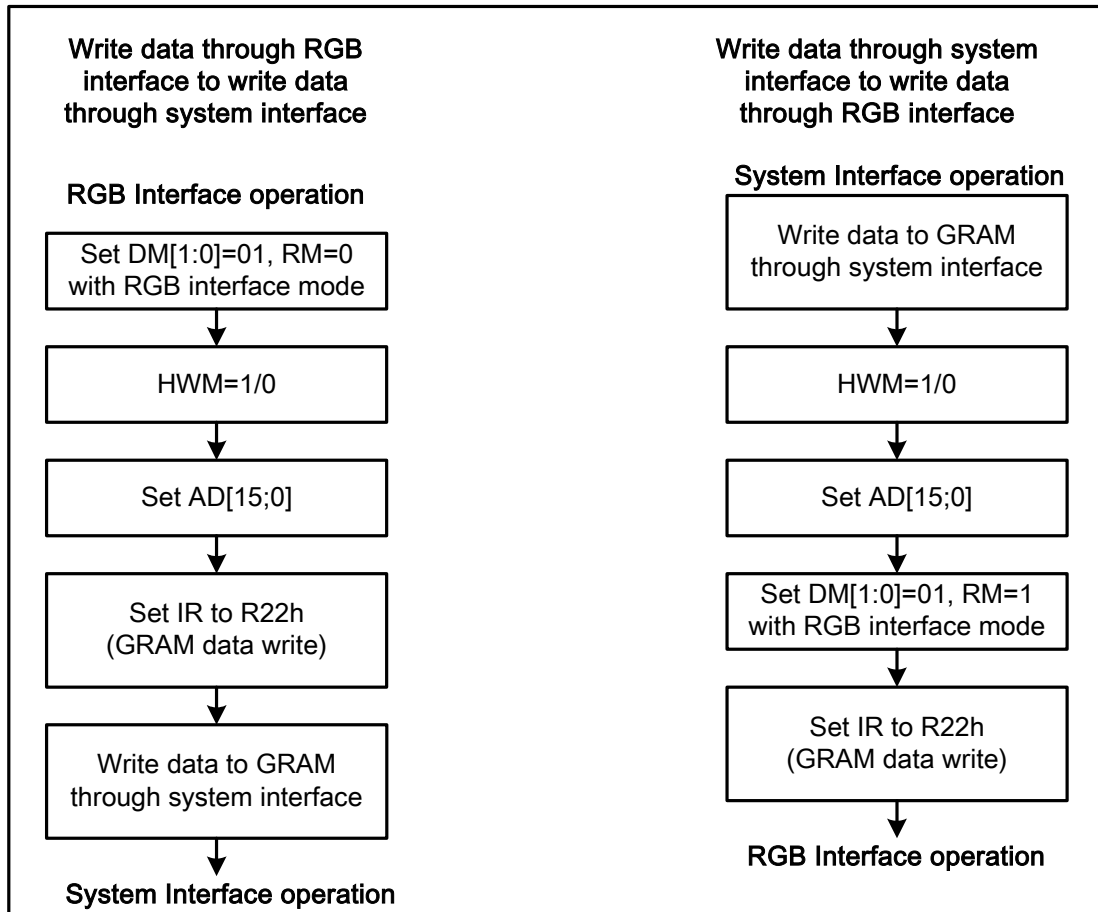 Write data through RGB
interface to write data
through system interface
RGB Interface operation
Set DM[1:0]=01, RM=0
with RGB interface mode
HWM=1/0
Set AD[15;0]
Set IR to R22h
(GRAM data write)
Write data to GRAM
through system interface
System Interface operation
Write data through system
interface to write data
through RGB interface
System Interface operation
Write data to GRAM
through system interface
HWM=1/0
Set AD[15;0]
Set DM[1:0]=01, RM=1
with RGB interface mode
Set IR to R22h
(GRAM data write)
RGB Interface operation